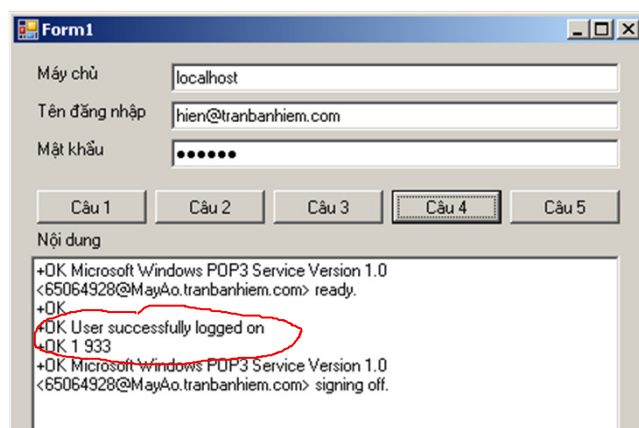 Form1
Máy chủ localhost
Tên đăng nhập hien@tranbanhiem.com
Mật khẩu ●●●●●●
Câu 1 Câu 2 Câu 3 Câu 4 Câu 5
Nội dung
+OK Microsoft Windows POP3 Service Version 1.0
<65064928@MayAo.tranbanhiem.com> ready.
+OK
+OK User successfully logged on
+OK 1 933
+OK Microsoft Windows POP3 Service Version 1.0
<65064928@MayAo.tranbanhiem.com> signing off.